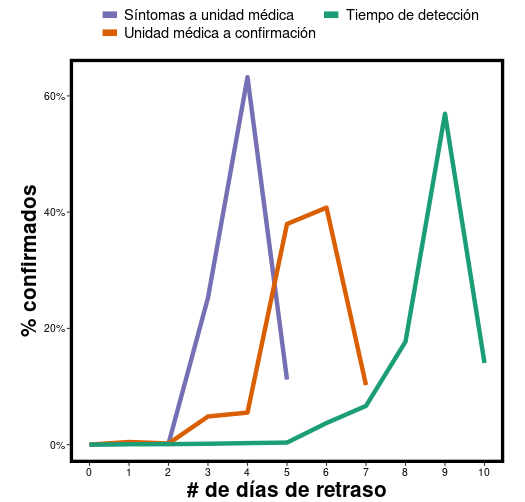 Síntomas a unidad médica
Tiempo de detección
Unidad médica a confirmación
60%
40%
20%
0%
% confirmados
0 1 2 3 4 5 6 7 8 9 10
# de días de retraso